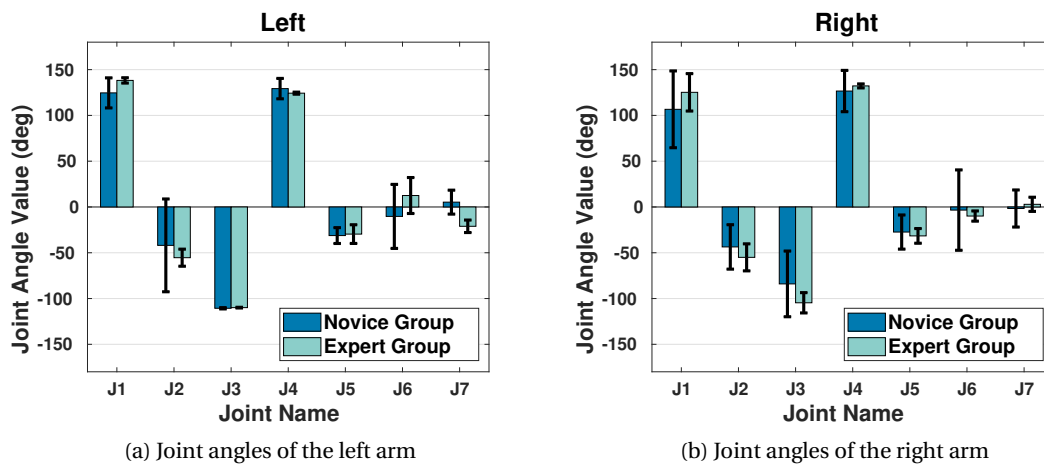 Left
Joint Angle Value (deg)
150
100
50
0
-50
-100
-150
J1 J2 J3 J4 J5 J6 J7
Joint Name
Novice Group
Expert Group
(a) Joint angles of the left arm
Right
Joint Angle Value (deg)
150
100
50
0
-50
-100
-150
J1 J2 J3 J4 J5 J6 J7
Joint Name
Novice Group
Expert Group
(b) Joint angles of the right arm